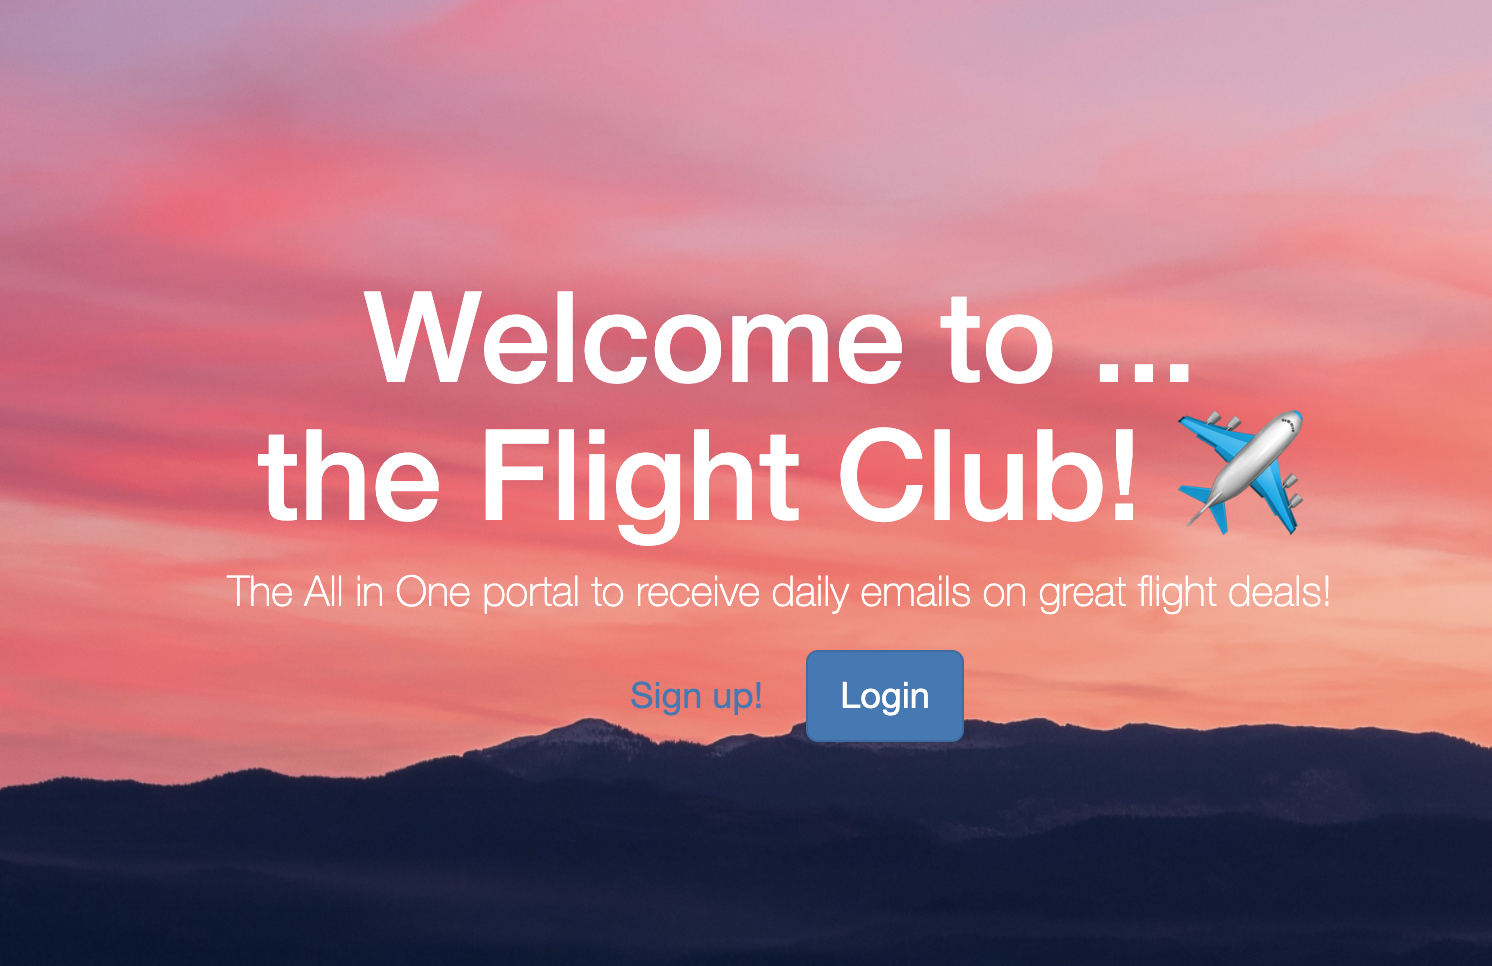 Welcome to ...
the Flight Club! ✈️
The All in One portal to receive daily emails on great flight deals!
Sign up! Login